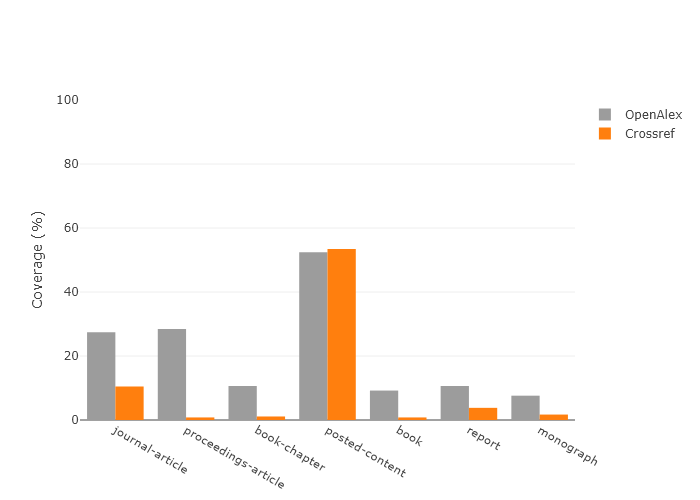 100
80
60
40
20
0
Coverage (%)
journal-article
proceedings-article
book-chapter
posted-content
book
report
monograph
OpenAlex
Crossref